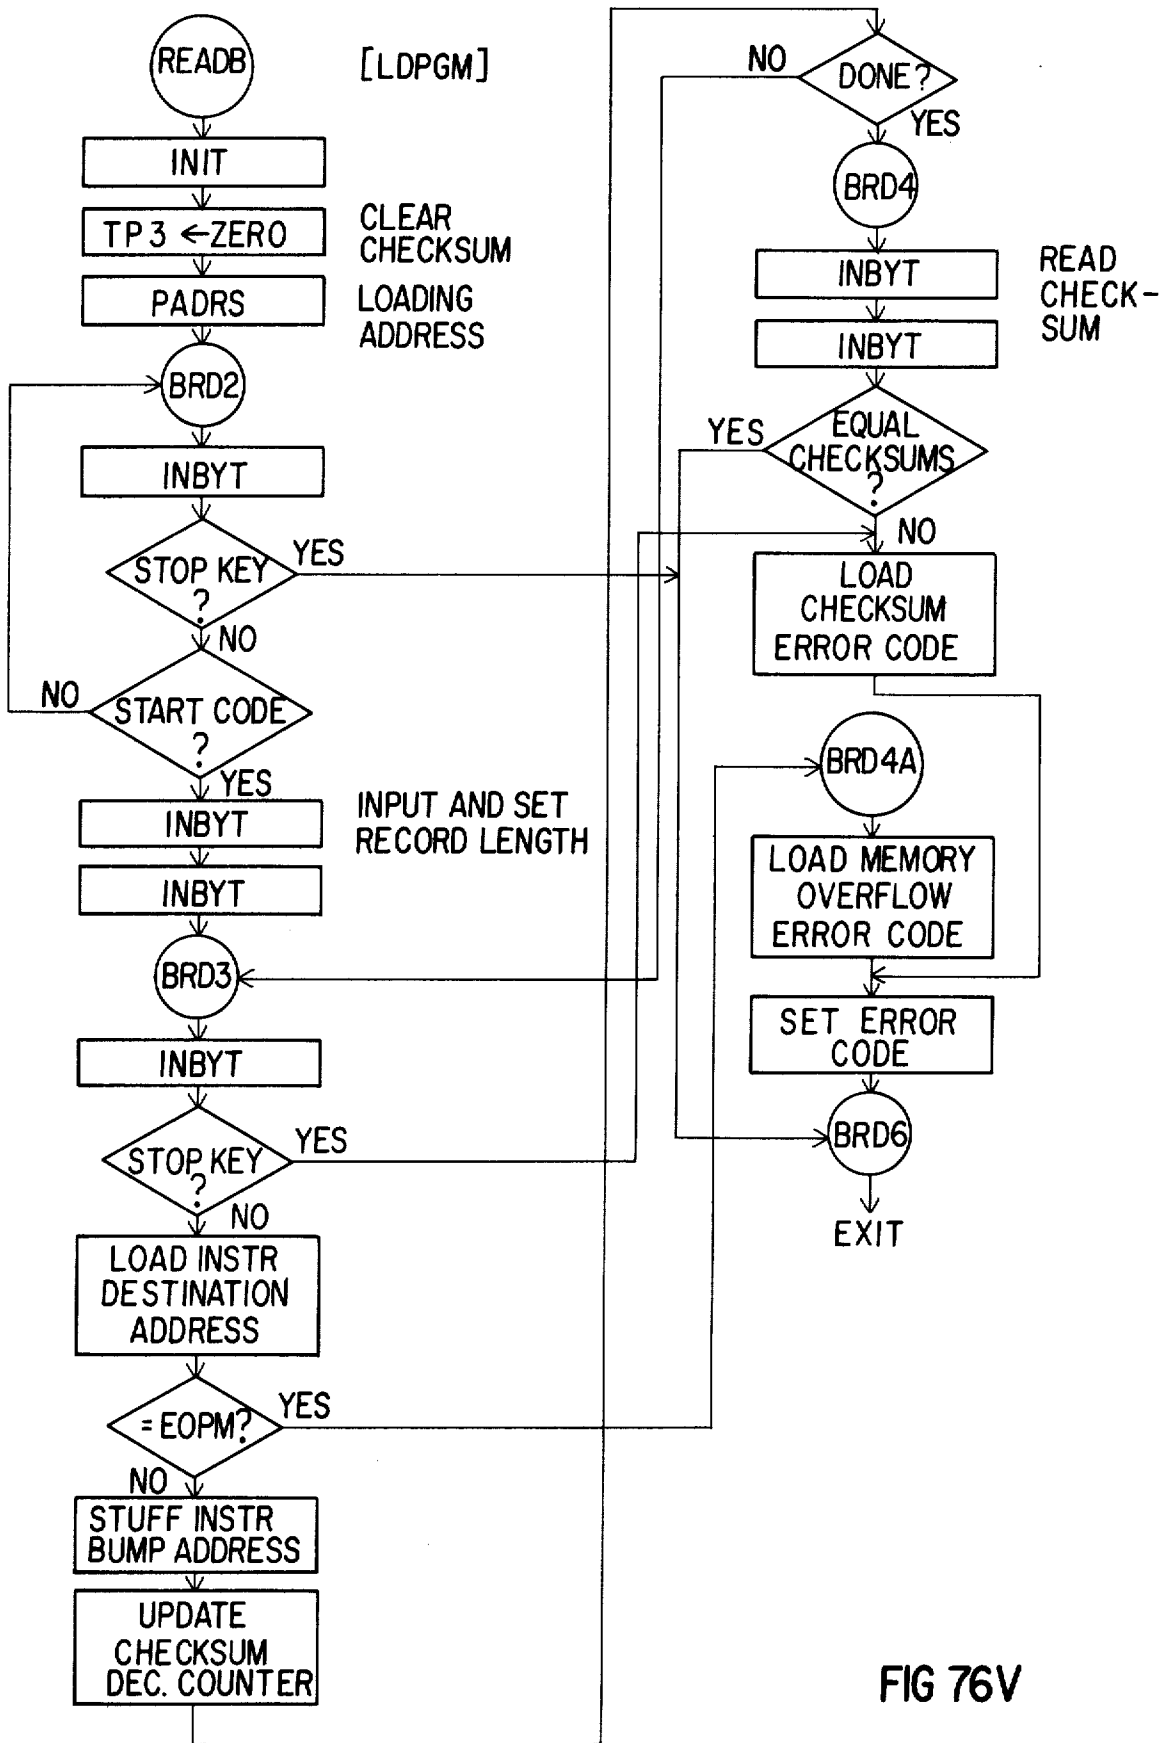 READB
[LDPGM]
INIT
TP3 ←ZERO
CLEAR
CHECKSUM
PADRS
LOADING
ADDRESS
BRD2
INBYT
STOP KEY
?
YES
NO
START CODE
?
NO
YES
INBYT
INPUT AND SET
RECORD LENGTH
INBYT
BRD3
INBYT
STOP KEY
?
YES
NO
LOAD INSTR
DESTINATION
ADDRESS
= EOPM?
YES
NO
STUFF INSTR
BUMP ADDRESS
UPDATE
CHECKSUM
DEC. COUNTER
DONE?
NO
YES
BRD4
INBYT
READ
CHECK-
SUM
INBYT
EQUAL
CHECKSUMS
?
YES
NO
LOAD
CHECKSUM
ERROR CODE
BRD4A
LOAD MEMORY
OVERFLOW
ERROR CODE
SET ERROR
CODE
BRD6
EXIT
FIG 76V